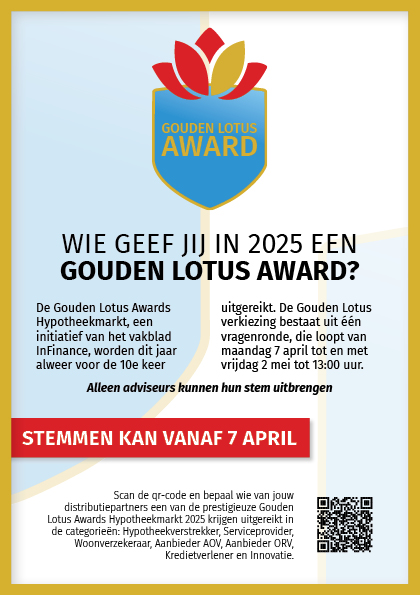 GOUDEN LOTUS
AWARD
WIE GEEF JIJ IN 2025 EEN
GOUDEN LOTUS AWARD?
De Gouden Lotus Awards
Hypotheekmarkt, een
initiatief van het vakblad
InFinance, worden dit jaar
alweer voor de 10e keer
uitgereikt. De Gouden Lotus
verkiezing bestaat uit één
vragenronde, die loopt van
maandag 7 april tot en met
vrijdag 2 mei tot 13:00 uur.
Alleen adviseurs kunnen hun stem uitbrengen
STEMMEN KAN VANAF 7 APRIL
Scan de qr-code en bepaal wie van jouw
distributiepartners een van de prestigieuze Gouden
Lotus Awards Hypotheekmarkt 2025 krijgen uitgereikt in
de categorieën: Hypotheekverstrekker, Serviceprovider,
Woonverzekeraar, Aanbieder AOV, Aanbieder ORV,
Kredietverlener en Innovatie.